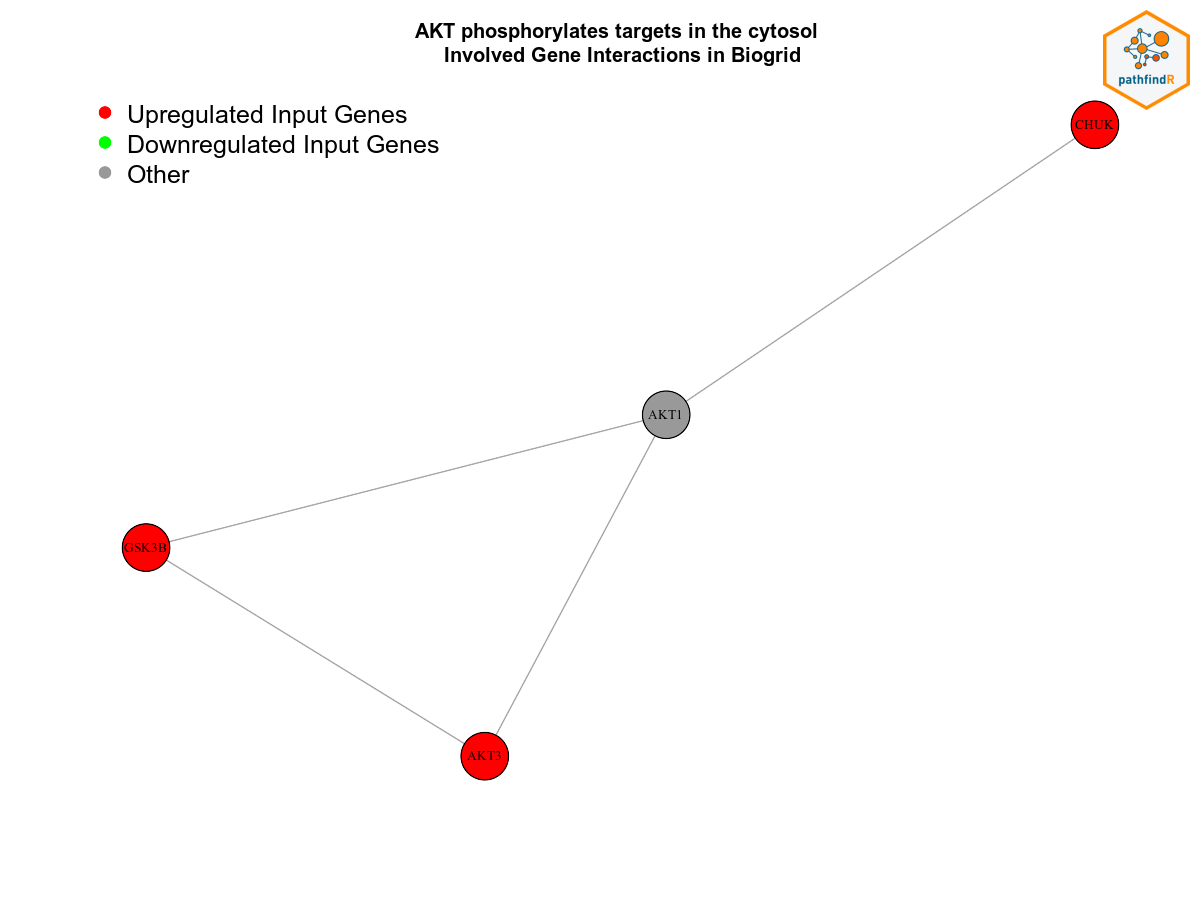 AKT phosphorylates targets in the cytosol
Involved Gene Interactions in Biogrid
pathfindR
Upregulated Input Genes
Downregulated Input Genes
Other
CHUK
AKT1
GSK3B
AKT3